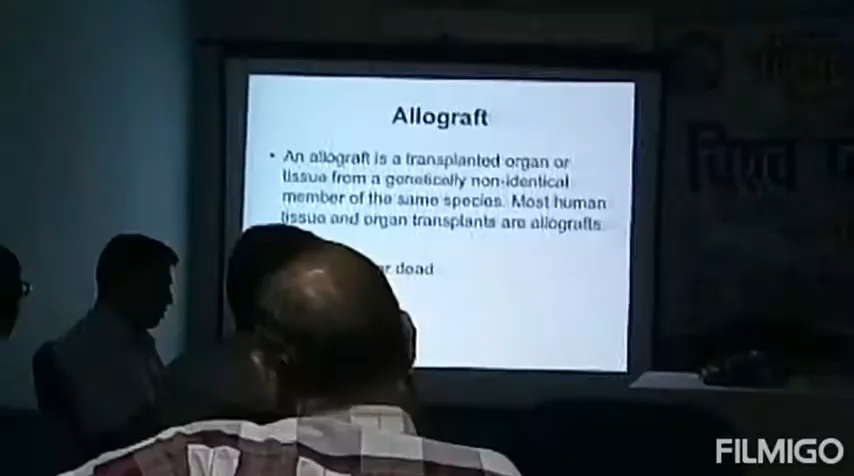 Allograft
• An allograft is a transplanted organ or
tissue from a genetically non-identical
member of the same species. Most human
tissue and organ transplants are allografts.
dead
FILMIGO